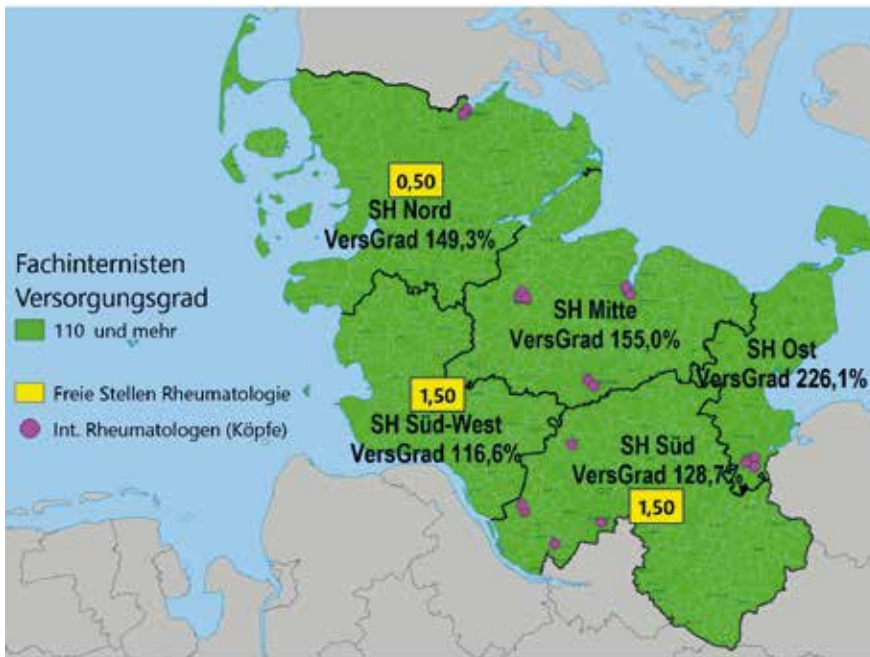 0,50
SH Nord
VersGrad 149,3%
Fachinternisten
Versorgungsgrad
110 und mehr
SH Mitte
VersGrad 155,0%
SH Ost
VersGrad 226,1%
Freie Stellen Rheumatologie
Int. Rheumatologen (Köpfe)
1,50
SH Süd-West
VersGrad 116,6%
SH Süd
VersGrad 128,7%
1,50